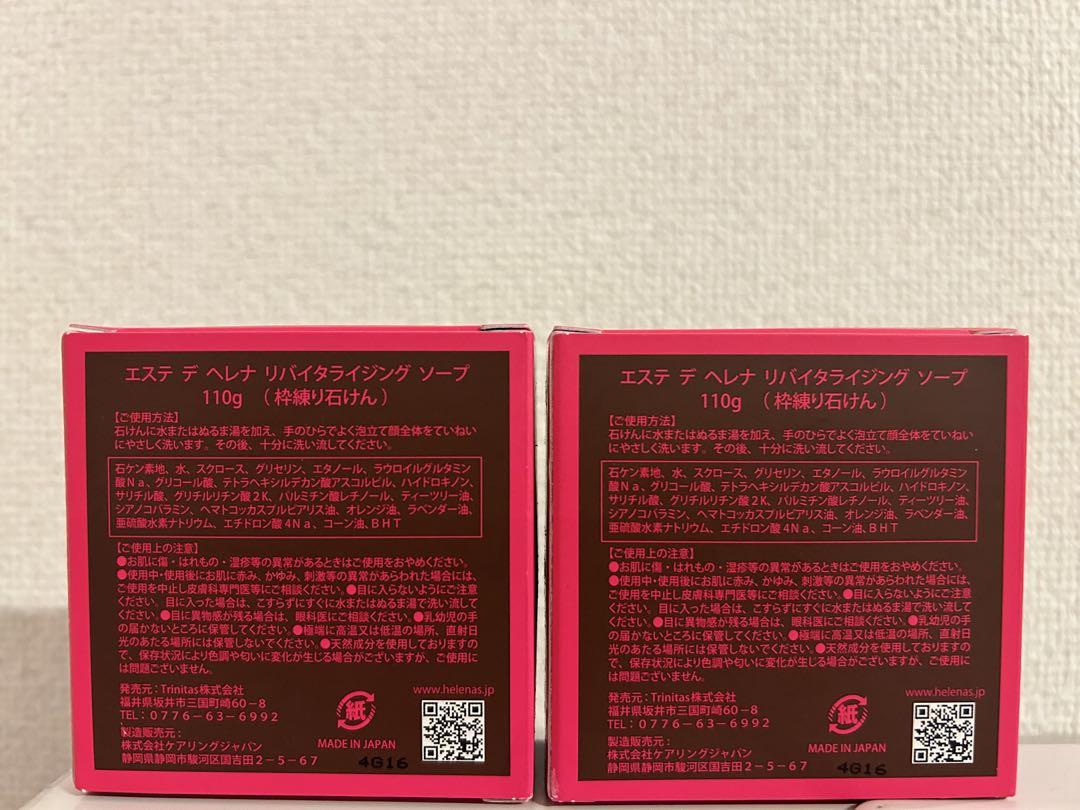 エステ デ ヘレナ リバイタライジング ソープ
110g （枠練り石けん）
【ご使用方法】
石けんに水またはぬるま湯を加え、手のひらでよく泡立て顔全体をていねい
にやさしく洗います。その後、十分に洗い流してください。
石ケン素地、水、スクロース、グリセリン、エタノール、ラウロイルグルタミン
酸Ｎａ、グリコール酸、テトラヘキシルデカン酸アスコルビル、ハイドロキノン、
サリチル酸、グリチルリチン酸２Ｋ、パルミチン酸レチノール、ティーツリー油、
シアノコバラミン、ヘマトコッカスプルビアリス油、オレンジ油、ラベンダー油、
亜硫酸水素ナトリウム、エチドロン酸４Ｎａ、コーン油、ＢＨＴ
【ご使用上の注意】
●お肌に傷・はれもの・湿疹等の異常があるときはご使用をおやめください。
●使用中・使用後にお肌に赤み、かゆみ、刺激等の異常があらわれた場合には、
ご使用を中止し皮膚科専門医等にご相談ください。●目に入らないようにご注意
ください。目に入った場合は、こすらずにすぐに水またはぬるま湯で洗い流して
ください。●目に異物感が残る場合は、眼科医にご相談ください。●乳幼児の手
の届かないところに保管してください。●極端に高温又は低温の場所、直射日
光のあたる場所には保管しないでください。●天然成分を使用しておりますの
で、保存状況により色調や匂いに変化が生じる場合がございますが、ご使用に
は問題ございません。
発売元：Trinitas株式会社
福井県坂井市三国町崎６０－８
ＴＥＬ：０７７６－６３－６９９２
製造販売元：
株式会社ケアリングジャパン
静岡県静岡市駿河区国吉田２－５－６７
紙
MADE IN JAPAN
www.helenas.jp
4G16
エステ デ ヘレナ リバイタライジング ソープ
110g （枠練り石けん）
【ご使用方法】
石けんに水またはぬるま湯を加え、手のひらでよく泡立て顔全体をていねい
にやさしく洗います。その後、十分に洗い流してください。
石ケン素地、水、スクロース、グリセリン、エタノール、ラウロイルグルタミン
酸Ｎａ、グリコール酸、テトラヘキシルデカン酸アスコルビル、ハイドロキノン、
サリチル酸、グリチルリチン酸２Ｋ、パルミチン酸レチノール、ティーツリー油、
シアノコバラミン、ヘマトコッカスプルビアリス油、オレンジ油、ラベンダー油、
亜硫酸水素ナトリウム、エチドロン酸４Ｎａ、コーン油、ＢＨＴ
【ご使用上の注意】
●お肌に傷・はれもの・湿疹等の異常があるときはご使用をおやめください。
●使用中・使用後にお肌に赤み、かゆみ、刺激等の異常があらわれた場合には、
ご使用を中止し皮膚科専門医等にご相談ください。●目に入らないようにご注意
ください。目に入った場合は、こすらずにすぐに水またはぬるま湯で洗い流して
ください。●目に異物感が残る場合は、眼科医にご相談ください。●乳幼児の手
の届かないところに保管してください。●極端に高温又は低温の場所、直射日
光のあたる場所には保管しないでください。●天然成分を使用しておりますの
で、保存状況により色調や匂いに変化が生じる場合がございますが、ご使用に
は問題ございません。
発売元：Trinitas株式会社
福井県坂井市三国町崎６０－８
ＴＥＬ：０７７６－６３－６９９２
製造販売元：
株式会社ケアリングジャパン
静岡県静岡市駿河区国吉田２－５－６７
紙
MADE IN JAPAN
www.helenas.jp
4G16